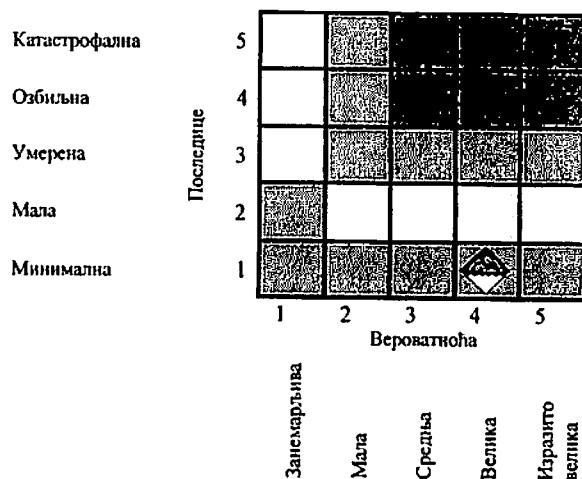 Катастрофална 5
Озбиљна 4
Умерена 3
Мала 2
Минимална 1
Последице
1 2 3 4 5
Вероватноћа
Занемарљива
Мала
Средња
Велика
Изразито
велика